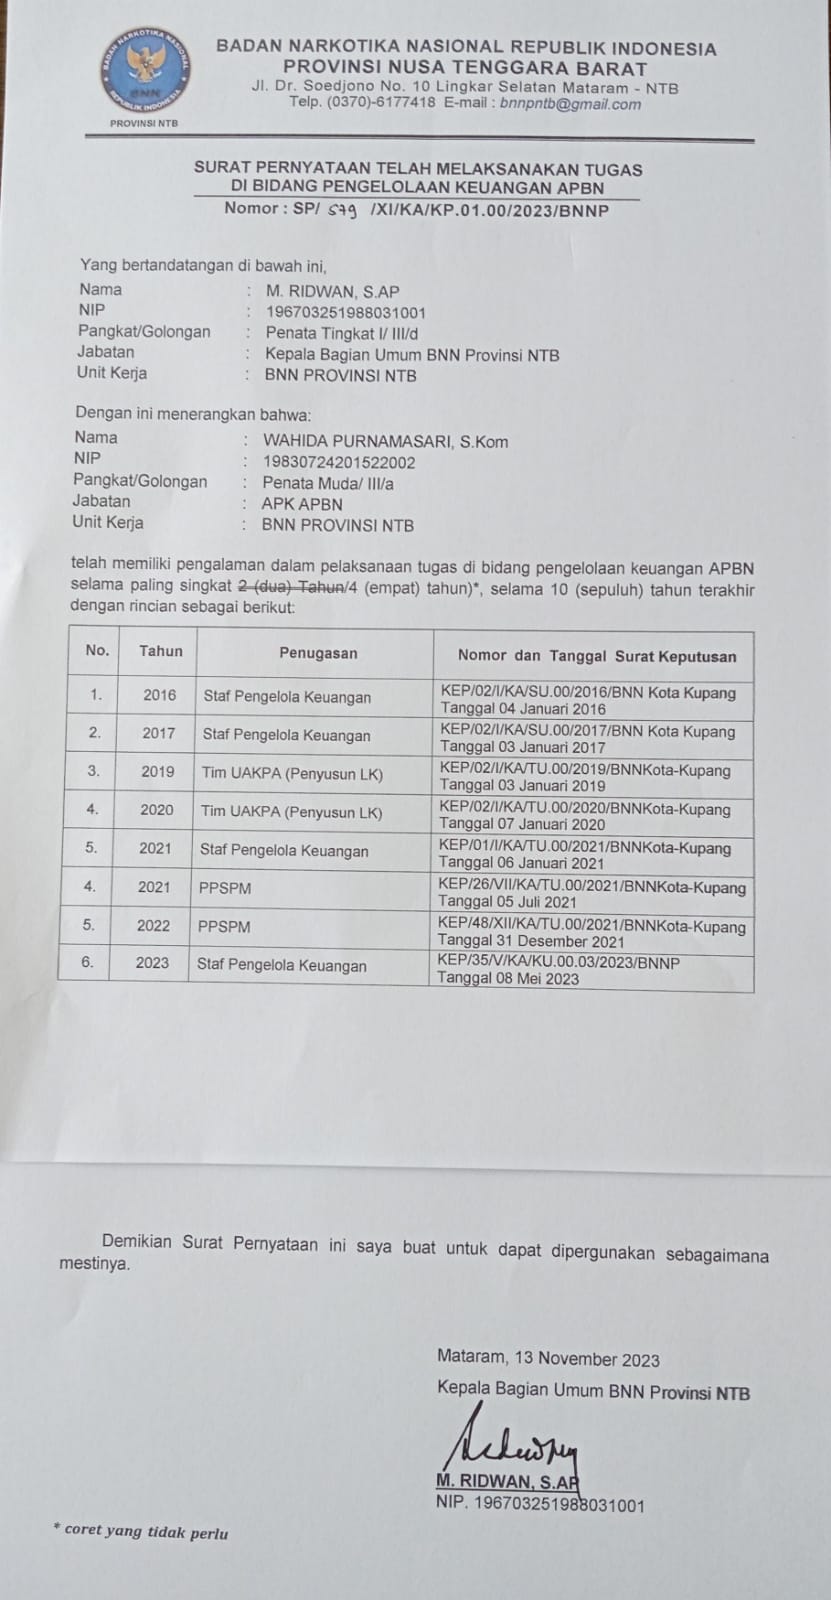 BADAN NARKOTIKA NASIONAL
BNN
REPUBLIK INDONESIA
PROVINSI NTB
BADAN NARKOTIKA NASIONAL REPUBLIK INDONESIA
PROVINSI NUSA TENGGARA BARAT
Jl. Dr. Soedjono No. 10 Lingkar Selatan Mataram - NTB
Telp. (0370)-6177418 E-mail : bnnpntb@gmail.com
SURAT PERNYATAAN TELAH MELAKSANAKAN TUGAS
DI BIDANG PENGELOLAAN KEUANGAN APBN
Nomor : SP/ 579 /XI/KA/KP.01.00/2023/BNNP
Yang bertandatangan di bawah ini,
Nama : M. RIDWAN, S.AP
NIP : 196703251988031001
Pangkat/Golongan : Penata Tingkat I/ III/d
Jabatan : Kepala Bagian Umum BNN Provinsi NTB
Unit Kerja : BNN PROVINSI NTB
Dengan ini menerangkan bahwa:
Nama : WAHIDA PURNAMASARI, S.Kom
NIP : 19830724201522002
Pangkat/Golongan : Penata Muda/ III/a
Jabatan : APK APBN
Unit Kerja : BNN PROVINSI NTB
telah memiliki pengalaman dalam pelaksanaan tugas di bidang pengelolaan keuangan APBN
selama paling singkat 2 (dua) Tahun/4 (empat) tahun)*, selama 10 (sepuluh) tahun terakhir
dengan rincian sebagai berikut:
No. Tahun Penugasan Nomor dan Tanggal Surat Keputusan
1. 2016 Staf Pengelola Keuangan KEP/02/I/KA/SU.00/2016/BNN Kota Kupang
Tanggal 04 Januari 2016
2. 2017 Staf Pengelola Keuangan KEP/02/I/KA/SU.00/2017/BNN Kota Kupang
Tanggal 03 Januari 2017
3. 2019 Tim UAKPA (Penyusun LK) KEP/02/I/KA/TU.00/2019/BNNKota-Kupang
Tanggal 03 Januari 2019
4. 2020 Tim UAKPA (Penyusun LK) KEP/02/I/KA/TU.00/2020/BNNKota-Kupang
Tanggal 07 Januari 2020
5. 2021 Staf Pengelola Keuangan KEP/01/I/KA/TU.00/2021/BNNKota-Kupang
Tanggal 06 Januari 2021
4. 2021 PPSPM KEP/26/VII/KA/TU.00/2021/BNNKota-Kupang
Tanggal 05 Juli 2021
5. 2022 PPSPM KEP/48/XII/KA/TU.00/2021/BNNKota-Kupang
Tanggal 31 Desember 2021
6. 2023 Staf Pengelola Keuangan KEP/35/V/KA/KU.00.03/2023/BNNP
Tanggal 08 Mei 2023
Demikian Surat Pernyataan ini saya buat untuk dapat dipergunakan sebagaimana
mestinya.
Mataram, 13 November 2023
Kepala Bagian Umum BNN Provinsi NTB
M. RIDWAN, S.AP
NIP. 196703251988031001
* coret yang tidak perlu